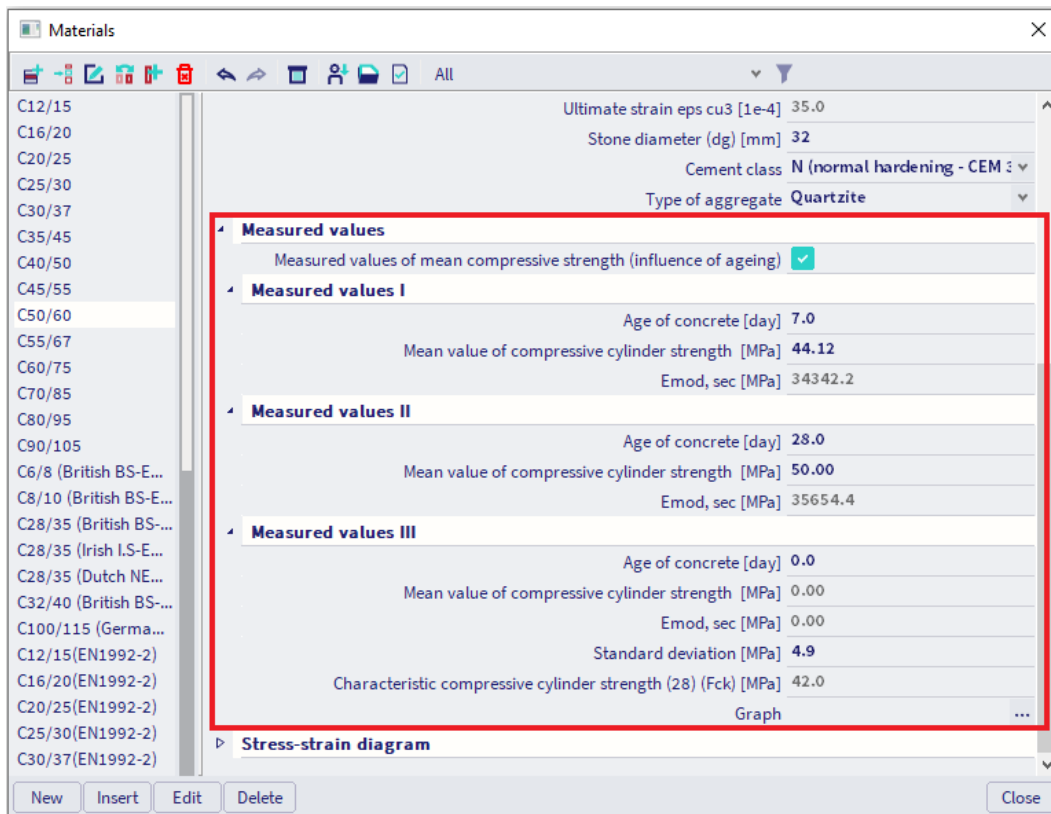 Materials
All
C12/15
C16/20
C20/25
C25/30
C30/37
C35/45
C40/50
C45/55
C50/60
C55/67
C60/75
C70/85
C80/95
C90/105
C6/8 (British BS-E...
C8/10 (British BS-E...
C28/35 (British BS-...
C28/35 (Irish I.S-E...
C28/35 (Dutch NE...
C32/40 (British BS-...
C100/115 (Germa...
C12/15(EN1992-2)
C16/20(EN1992-2)
C20/25(EN1992-2)
C25/30(EN1992-2)
C30/37(EN1992-2)
Ultimate strain eps cu3 [1e-4] 35.0
Stone diameter (dg) [mm] 32
Cement class N (normal hardening - CEM 3
Type of aggregate Quartzite
Measured values
Measured values of mean compressive strength (influence of ageing)
Measured values I
Age of concrete [day] 7.0
Mean value of compressive cylinder strength [MPa] 44.12
Emod, sec [MPa] 34342.2
Measured values II
Age of concrete [day] 28.0
Mean value of compressive cylinder strength [MPa] 50.00
Emod, sec [MPa] 35654.4
Measured values III
Age of concrete [day] 0.0
Mean value of compressive cylinder strength [MPa] 0.00
Emod, sec [MPa] 0.00
Standard deviation [MPa] 4.9
Characteristic compressive cylinder strength (28) (Fck) [MPa] 42.0
Graph ...
Stress-strain diagram
New Insert Edit Delete Close